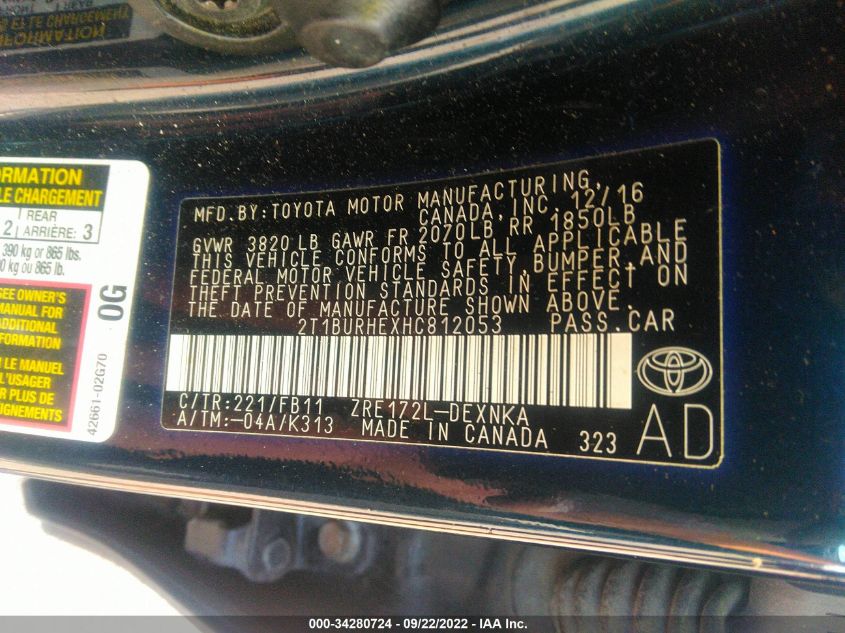 ORMATION
LE CHARGEMENT
2 REAR 3
ARRIÈRE:
390 kg or 865 lbs.
0 kg ou 865 lb.
SEE OWNER'S
MANUAL FOR
ADDITIONAL
INFORMATION
LE MANUEL
L'USAGER
PLUS DE
IGNEMENTS
0G
42661-02G70
MFD.BY:TOYOTA MOTOR MANUFACTURING,
CANADA,INC. 12/16
GVWR 3820 LB GAWR FR 2070LB RR 1850LB
THIS VEHICLE CONFORMS TO ALL APPLICABLE
FEDERAL MOTOR VEHICLE SAFETY,BUMPER,AND
THEFT PREVENTION STANDARDS IN EFFECT ON
THE DATE OF MANUFACTURE SHOWN ABOVE.
2T1BURHEXHC812053 PASS.CAR
C/TR:221/FB11 ZRE172L-DEXNKA
A/TM:-04A/K313 MADE IN CANADA 323
AD
000-34280724 - 09/22/2022 - IAA Inc.